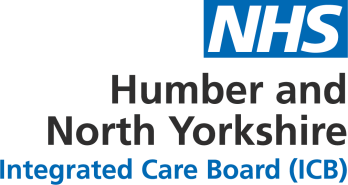 NHS
Humber and
North Yorkshire
Integrated Care Board (ICB)